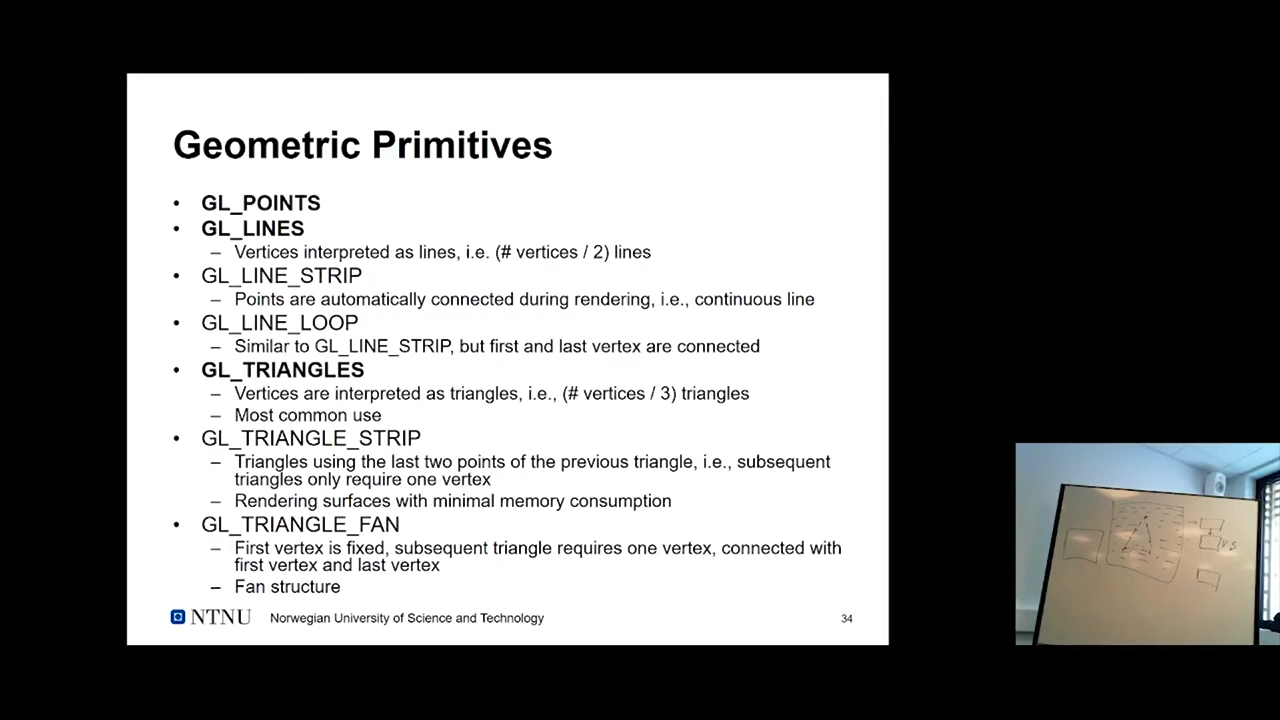 Geometric Primitives
• GL_POINTS
• GL_LINES
– Vertices interpreted as lines, i.e. (# vertices / 2) lines
• GL_LINE_STRIP
– Points are automatically connected during rendering, i.e., continuous line
• GL_LINE_LOOP
– Similar to GL_LINE_STRIP, but first and last vertex are connected
• GL_TRIANGLES
– Vertices are interpreted as triangles, i.e., (# vertices / 3) triangles
– Most common use
• GL_TRIANGLE_STRIP
– Triangles using the last two points of the previous triangle, i.e., subsequent
triangles only require one vertex
– Rendering surfaces with minimal memory consumption
• GL_TRIANGLE_FAN
– First vertex is fixed, subsequent triangle requires one vertex, connected with
first vertex and last vertex
– Fan structure
NTNU Norwegian University of Science and Technology 34